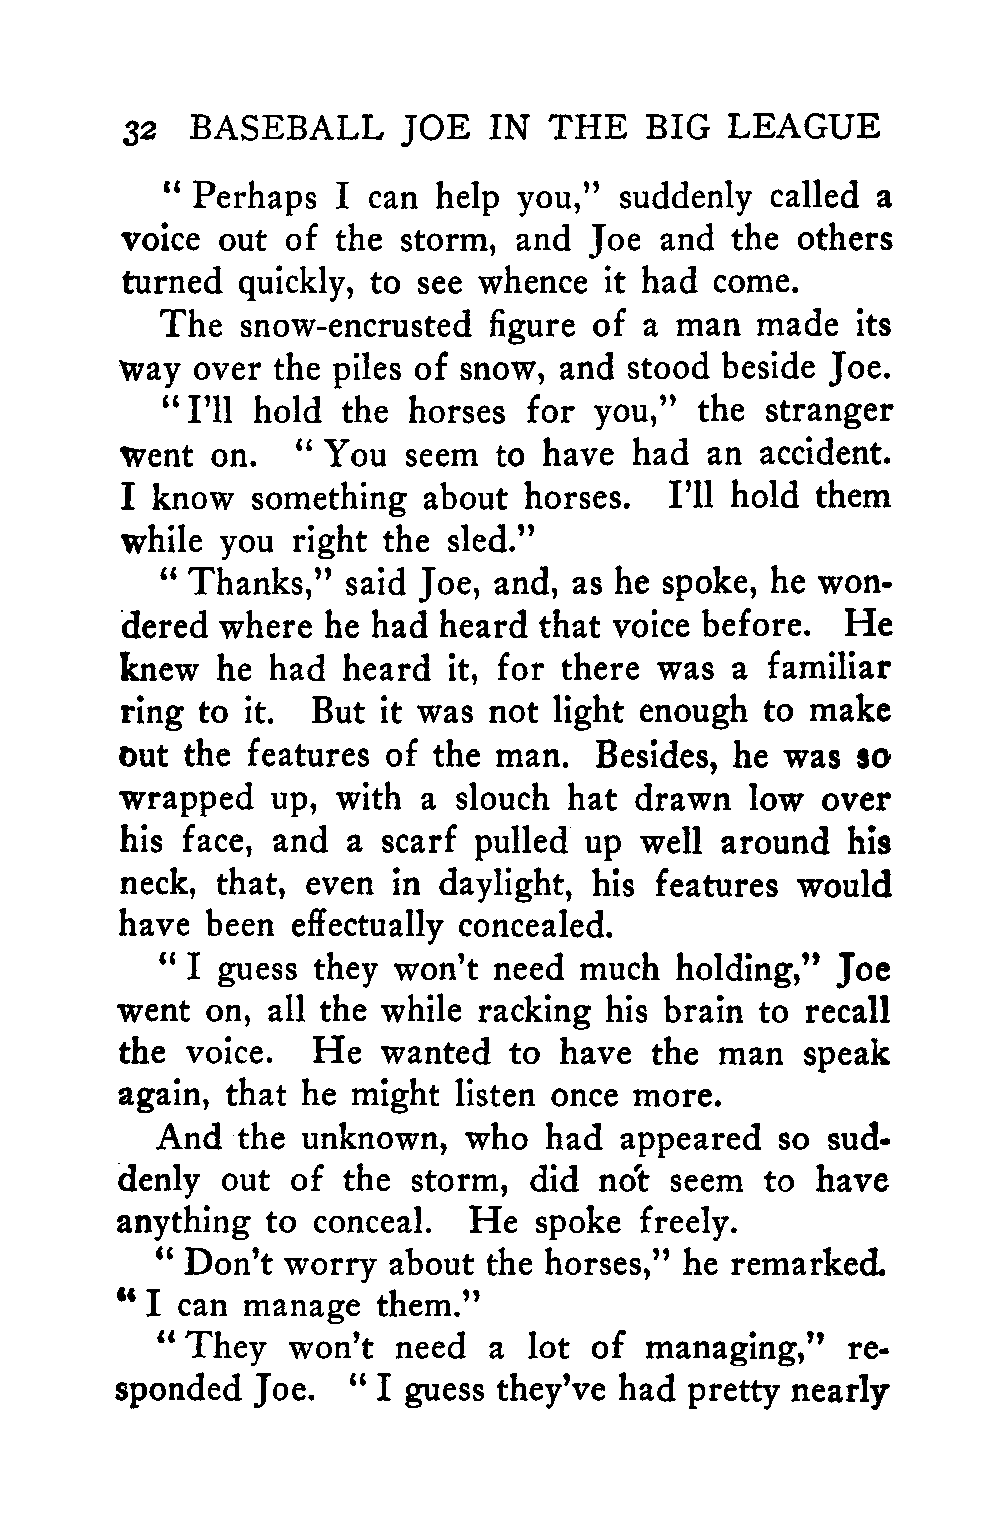 32 BASEBALL JOE IN THE BIG LEAGUE
“ Perhaps I can help you,” suddenly called a
voice out of the storm, and Joe and the others
turned quickly, to see whence it had come.
The snow-encrusted figure of a man made its
way over the piles of snow, and stood beside Joe.
“ I’ll hold the horses for you,” the stranger
went on. “ You seem to have had an accident.
I know something about horses. I’ll hold them
while you right the sled.”
“ Thanks,” said Joe, and, as he spoke, he won-
dered where he had heard that voice before. He
knew he had heard it, for there was a familiar
ring to it. But it was not light enough to make
out the features of the man. Besides, he was so
wrapped up, with a slouch hat drawn low over
his face, and a scarf pulled up well around his
neck, that, even in daylight, his features would
have been effectually concealed.
“ I guess they won’t need much holding,” Joe
went on, all the while racking his brain to recall
the voice. He wanted to have the man speak
again, that he might listen once more.
And the unknown, who had appeared so sud-
denly out of the storm, did not seem to have
anything to conceal. He spoke freely.
“ Don’t worry about the horses,” he remarked.
“ I can manage them.”
“ They won’t need a lot of managing,” re-
sponded Joe. “ I guess they’ve had pretty nearly